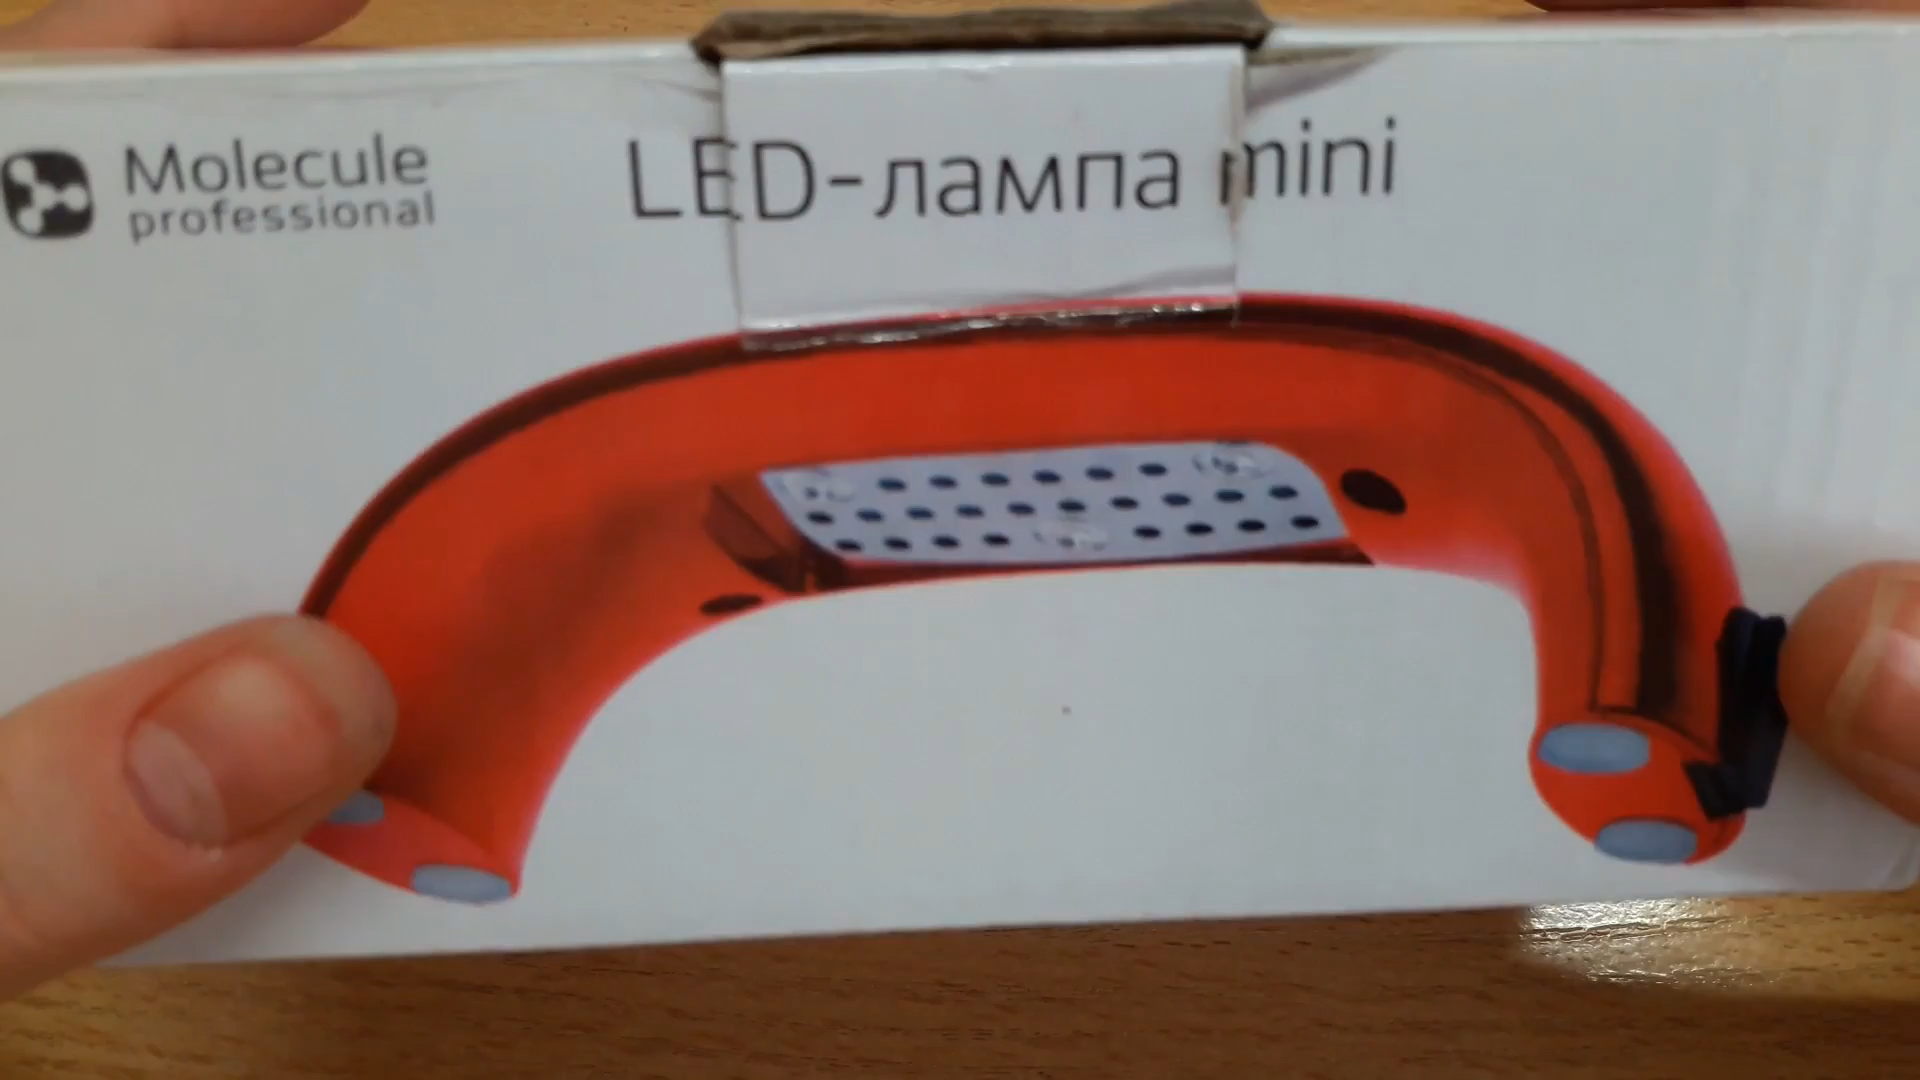 Molecule
professional
LED-лампа mini